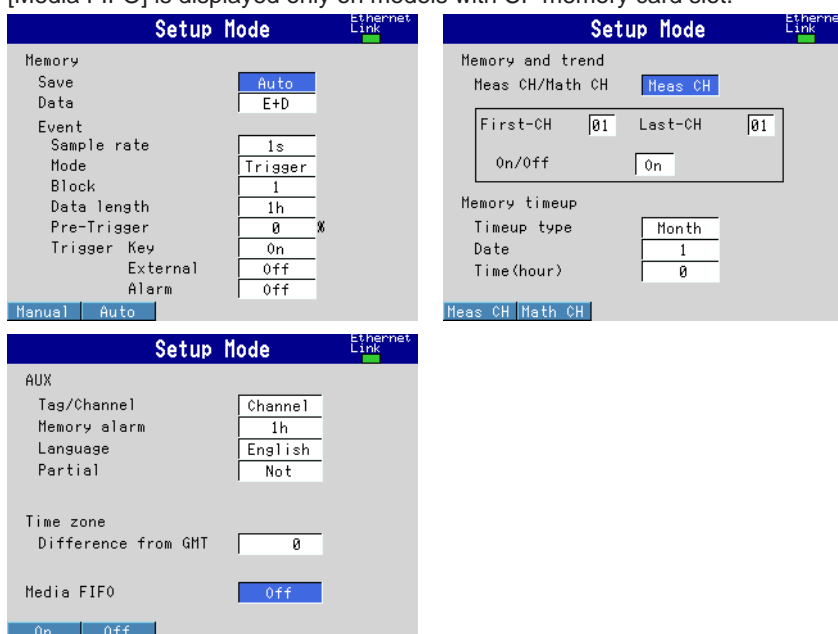 [Media FIFO] is displayed only on models with CF memory card slot.
Setup Mode Ethernet Link
Memory
Save Auto
Data E+D
Event
Sample rate 1s
Mode Trigger
Block 1
Data length 1h
Pre-Trigger 0 %
Trigger Key On
External Off
Alarm Off
Manual Auto
Setup Mode Etherne Link
Memory and trend
Meas CH/Math CH Meas CH
First-CH 01 Last-CH 01
On/Off On
Memory timeup
Timeup type Month
Date 1
Time(hour) 0
Meas CH Math CH
Setup Mode Ethernet Link
AUX
Tag/Channel Channel
Memory alarm 1h
Language English
Partial Not
Time zone
Difference from GMT 0
Media FIFO Off
On Off